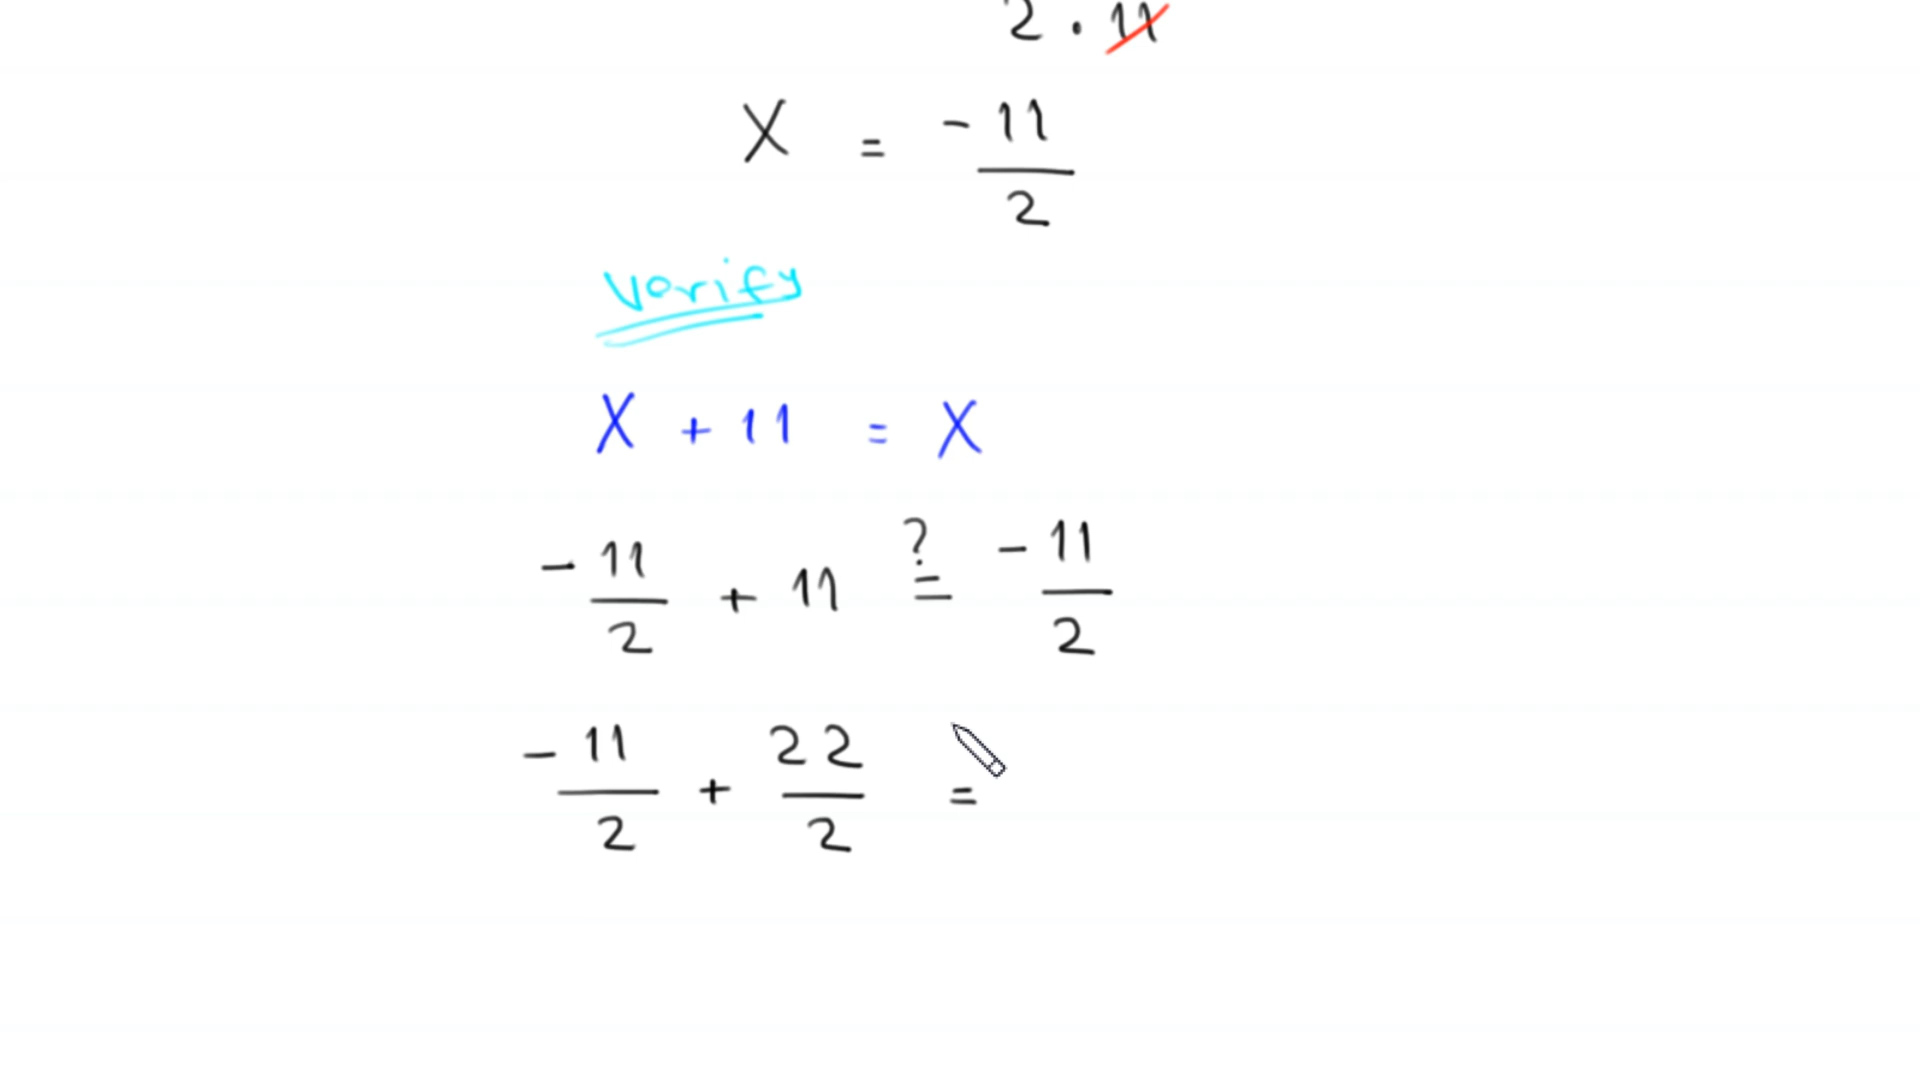 2 · 11
X = -11/2
Verify
X + 11 = X
-11/2 + 11 ?= -11/2
-11/2 + 22/2 =